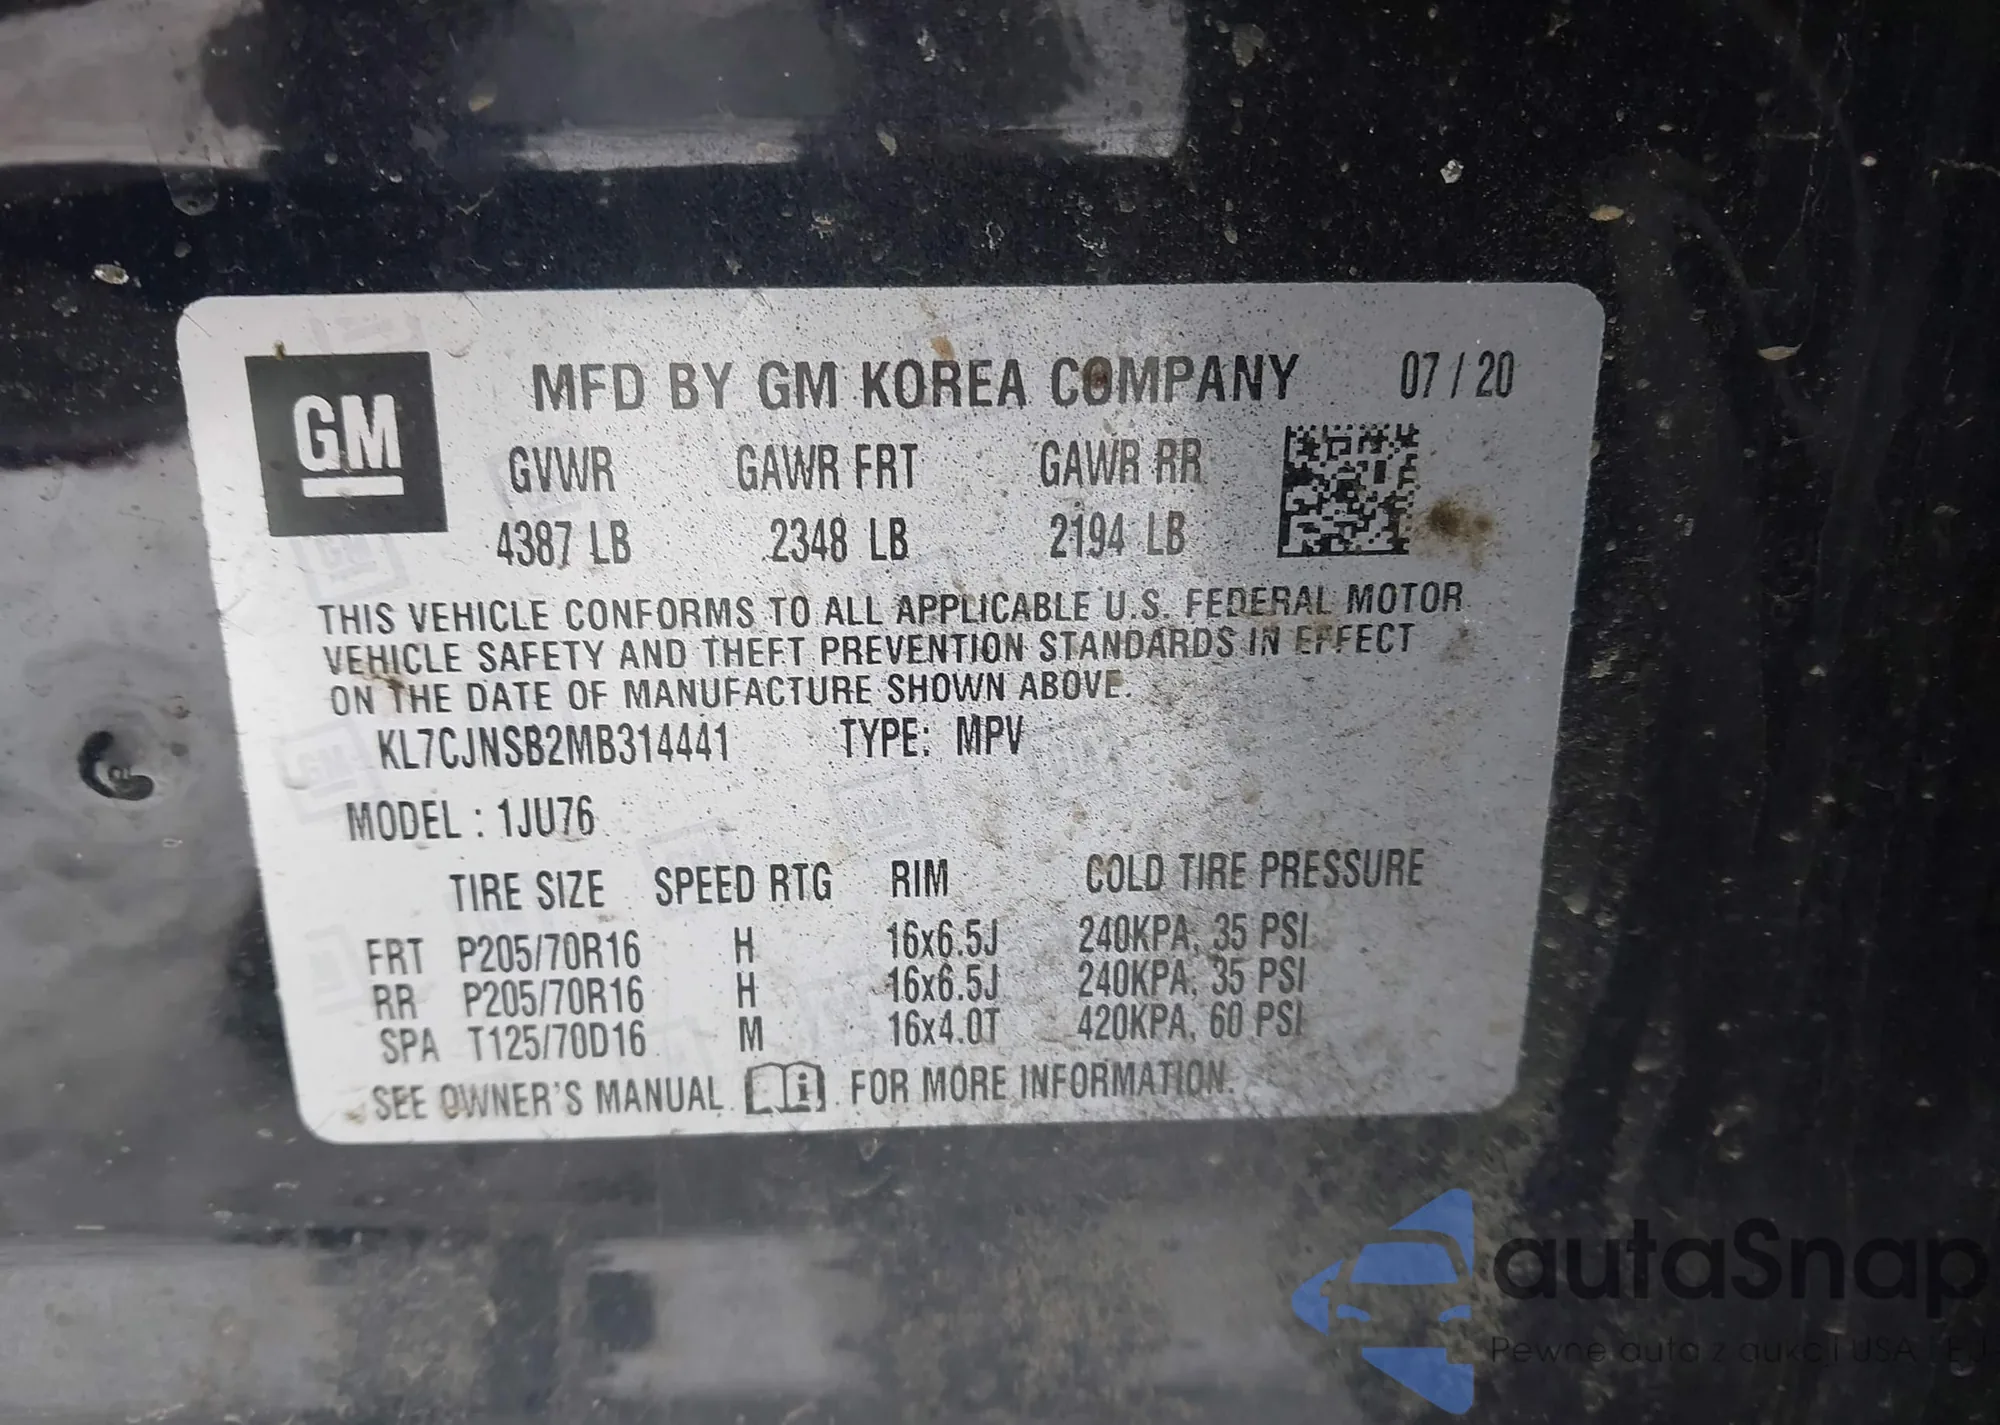 GM
MFD BY GM KOREA COMPANY 07 / 20
GVWR GAWR FRT GAWR RR
4387 LB 2348 LB 2194 LB
THIS VEHICLE CONFORMS TO ALL APPLICABLE U.S. FEDERAL MOTOR
VEHICLE SAFETY AND THEFT PREVENTION STANDARDS IN EFFECT
ON THE DATE OF MANUFACTURE SHOWN ABOVE.
KL7CJNSB2MB314441 TYPE: MPV
MODEL : 1JU76
TIRE SIZE SPEED RTG RIM COLD TIRE PRESSURE
FRT P205/70R16 H 16x6.5J 240KPA, 35 PSI
RR P205/70R16 H 16x6.5J 240KPA, 35 PSI
SPA T125/70D16 M 16x4.0T 420KPA, 60 PSI
SEE OWNER'S MANUAL FOR MORE INFORMATION.
autaSnap
Pewne auta z aukcji USA